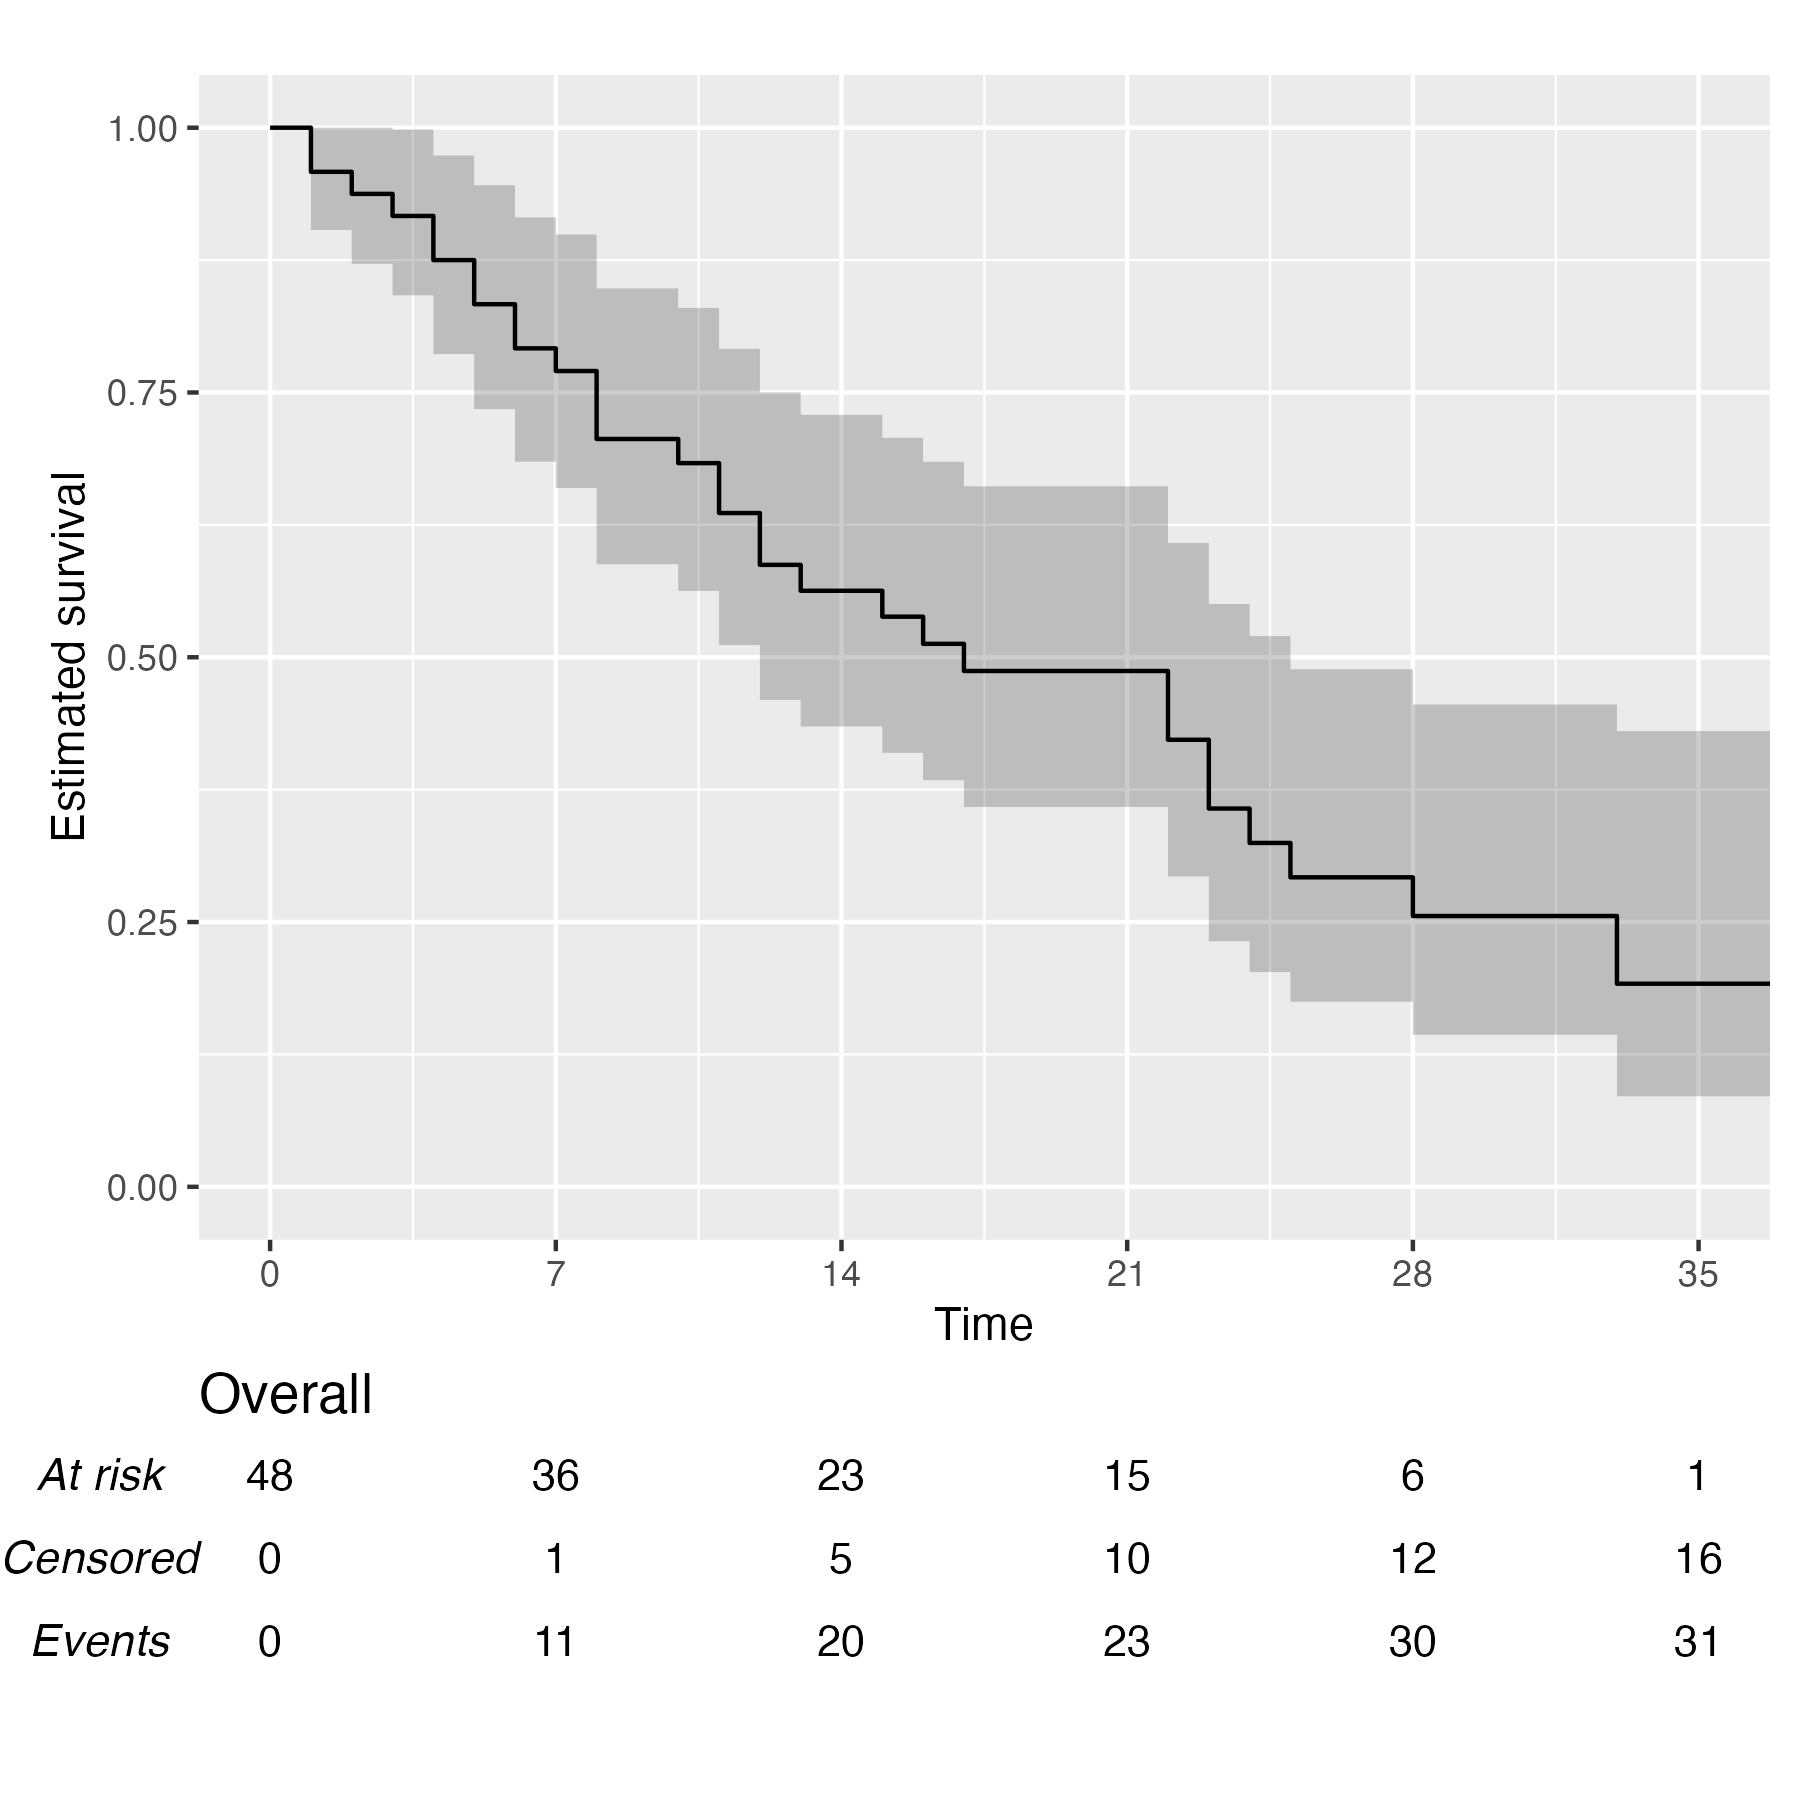 Estimated survival
1.00
0.75
0.50
0.25
0.00
0 7 14 21 28 35
Time
Overall
At risk 48 36 23 15 6 1
Censored 0 1 5 10 12 16
Events 0 11 20 23 30 31